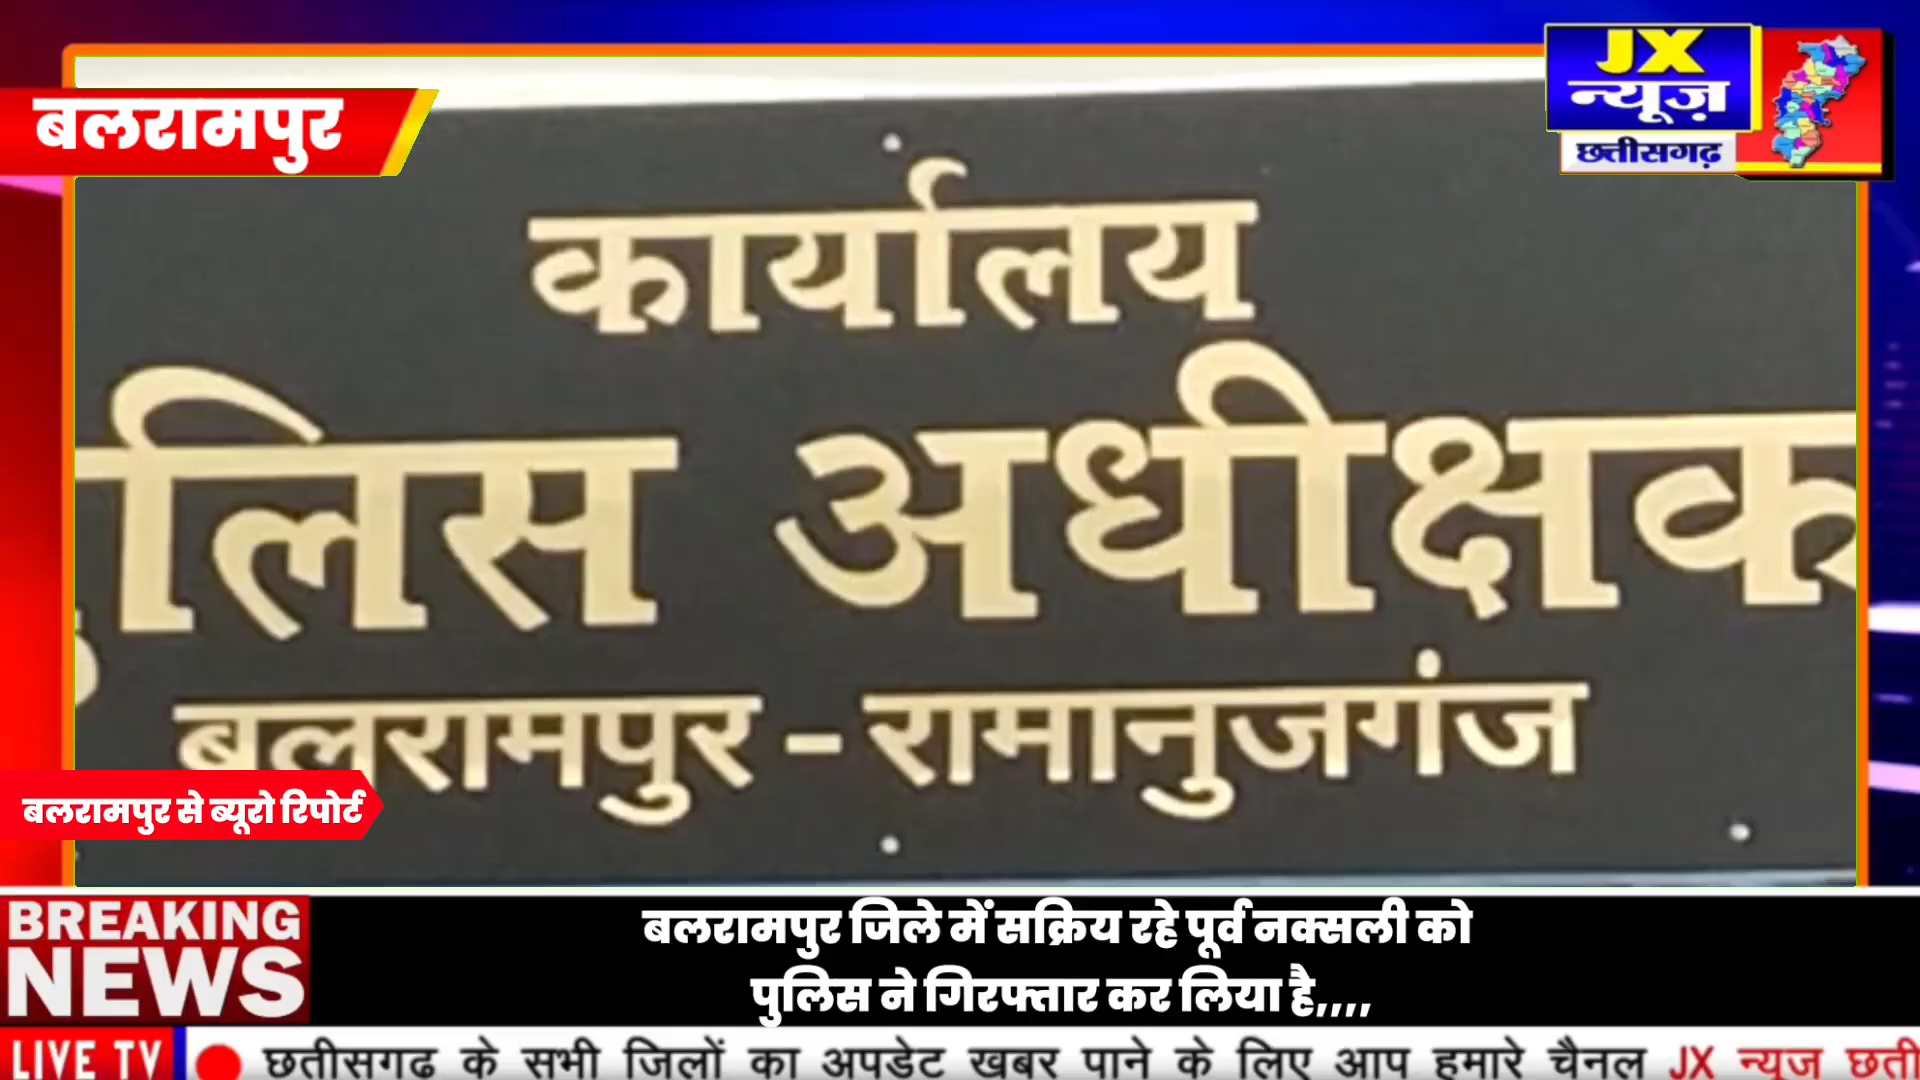 JX
न्यूज़
छत्तीसगढ़
बलरामपुर
कार्यालय
लिस अधीक्षक
बलरामपुर - रामानुजगंज
बलरामपुर से ब्यूरो रिपोर्ट
BREAKING
NEWS
बलरामपुर जिले में सक्रिय रहे पूर्व नक्सली को
पुलिस ने गिरफ्तार कर लिया है,,,,
LIVE TV
छतीसगढ के सभी जिलों का अपडेट खबर पाने के लिए आप हमारे चैनल JX न्यूज छती